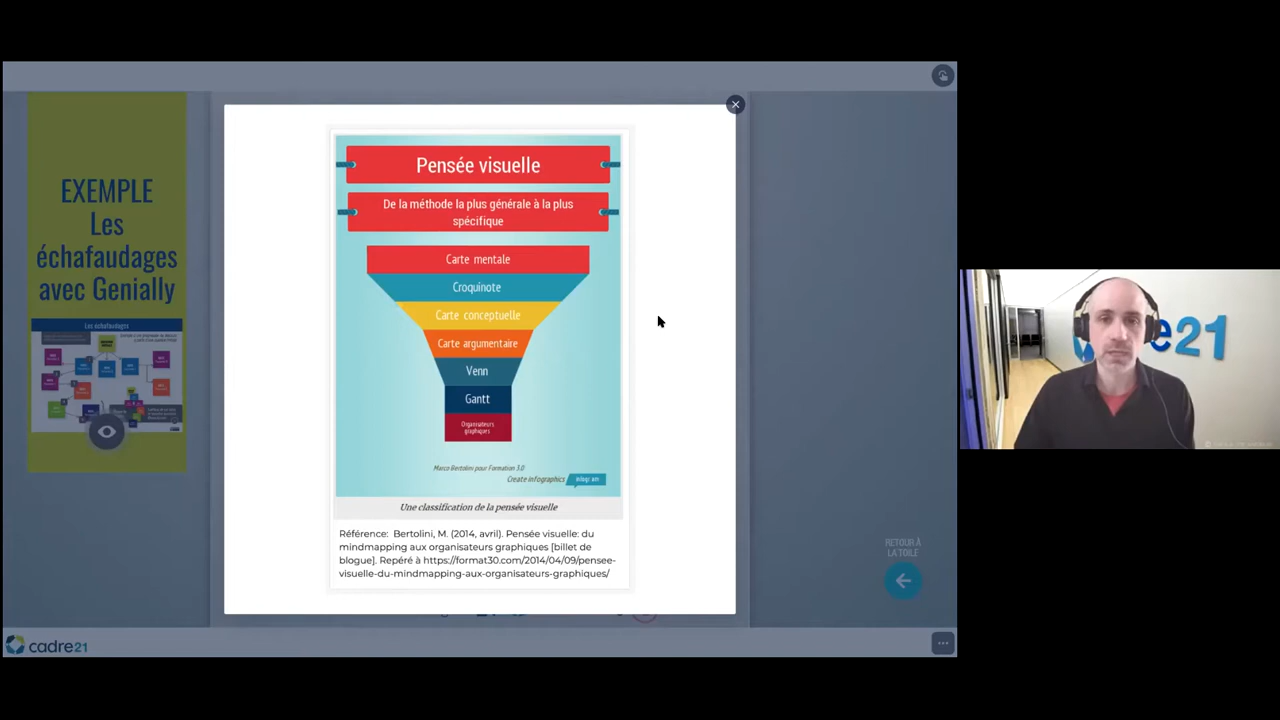 EXEMPLE
Les
échafaudages
avec Genially
Les échafaudages
Pensée visuelle
De la méthode la plus générale à la plus
spécifique
Carte mentale
Croquinote
Carte conceptuelle
Carte argumentaire
Venn
Gantt
Organisateurs
graphiques
Marco Bertolini pour Formation 3.0
Create infographics
Une classification de la pensée visuelle
Référence: Bertolini, M. (2014, avril). Pensée visuelle: du
mindmapping aux organisateurs graphiques [billet de
blogue]. Repéré à https://format30.com/2014/04/09/pensee-
visuelle-du-mindmapping-aux-organisateurs-graphiques/
RETOUR À
LA TOILE
cadre21
e21